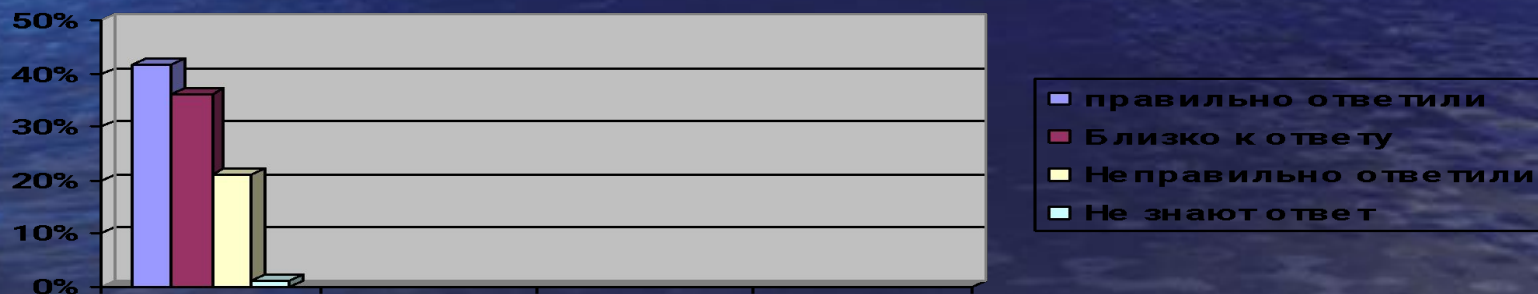 50%
40%
30%
20%
10%
0%
правильно ответили
Близко к ответу
Неправильно ответили
Не знают ответ